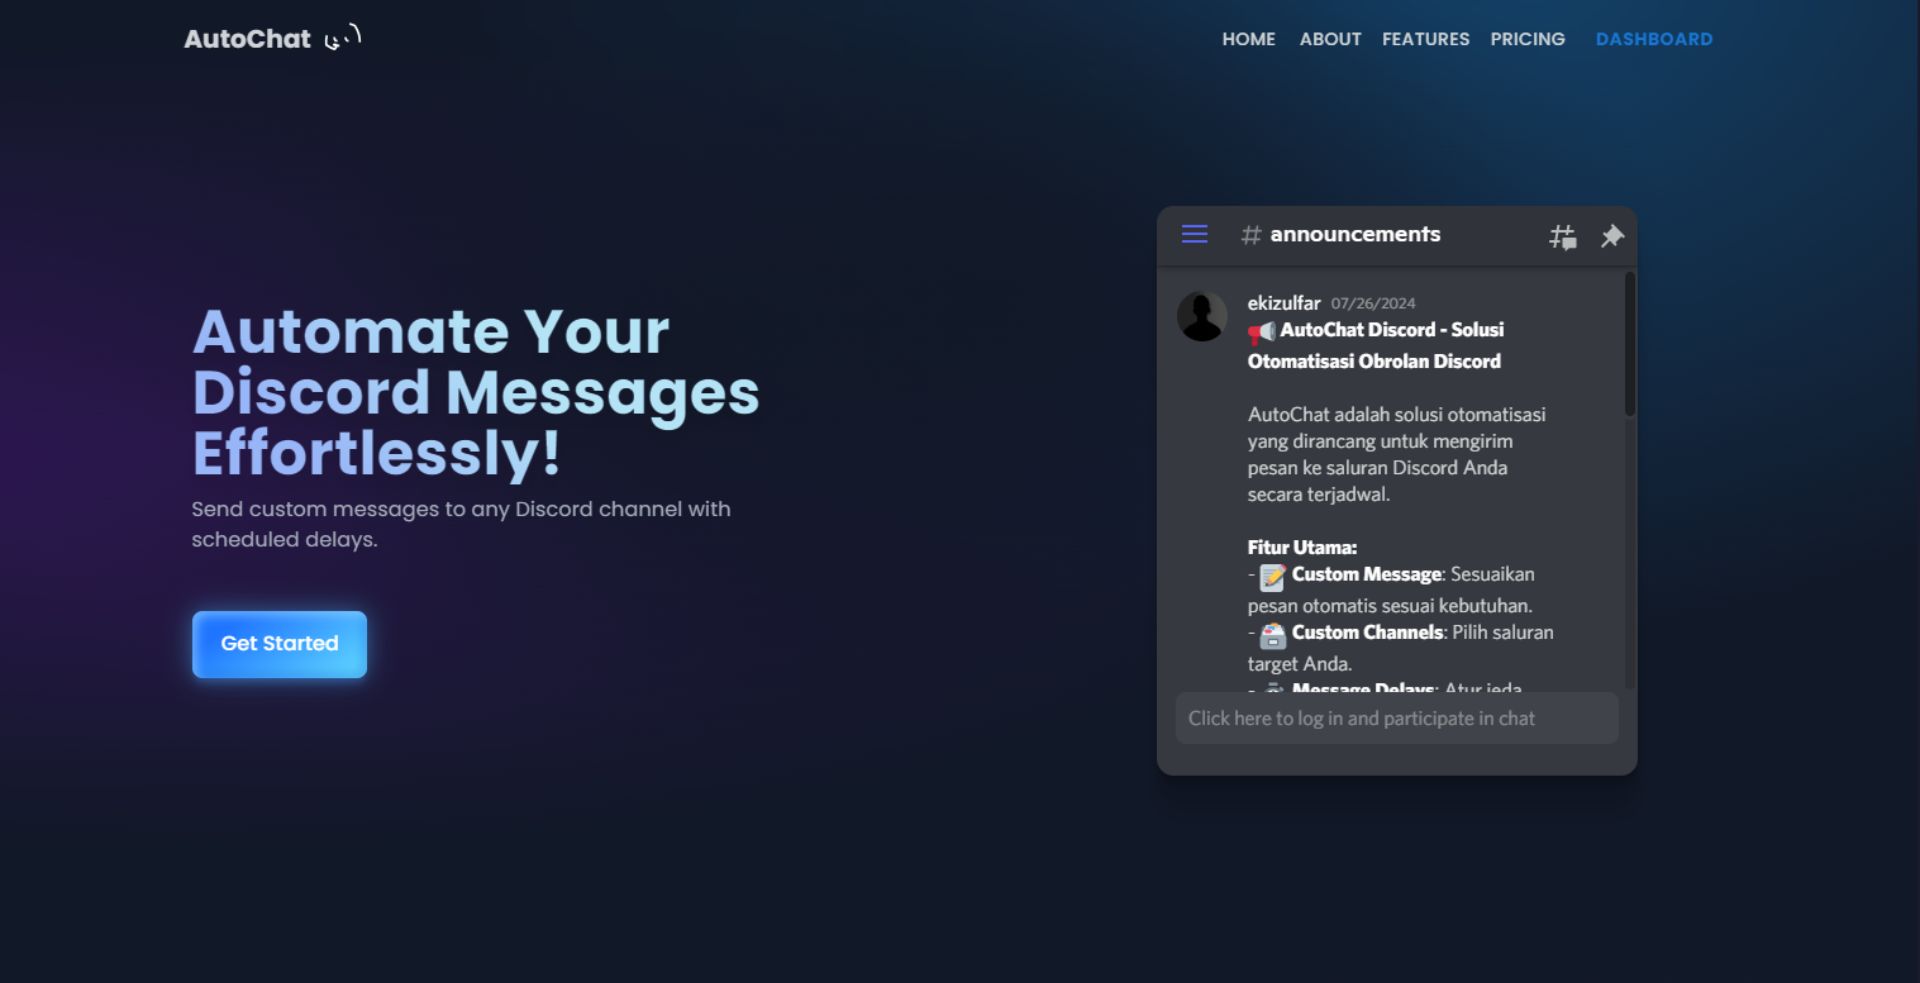 AutoChat
HOME ABOUT FEATURES PRICING DASHBOARD
Automate Your
Discord Messages
Effortlessly!
Send custom messages to any Discord channel with
scheduled delays.
Get Started
# announcements
ekizulfar 07/26/2024
📢 AutoChat Discord - Solusi
Otomatisasi Obrolan Discord
AutoChat adalah solusi otomatisasi
yang dirancang untuk mengirim
pesan ke saluran Discord Anda
secara terjadwal.
Fitur Utama:
- 📝 Custom Message: Sesuaikan
pesan otomatis sesuai kebutuhan.
- 🗃️ Custom Channels: Pilih saluran
target Anda.
- Message Delays: Atur jeda
Click here to log in and participate in chat